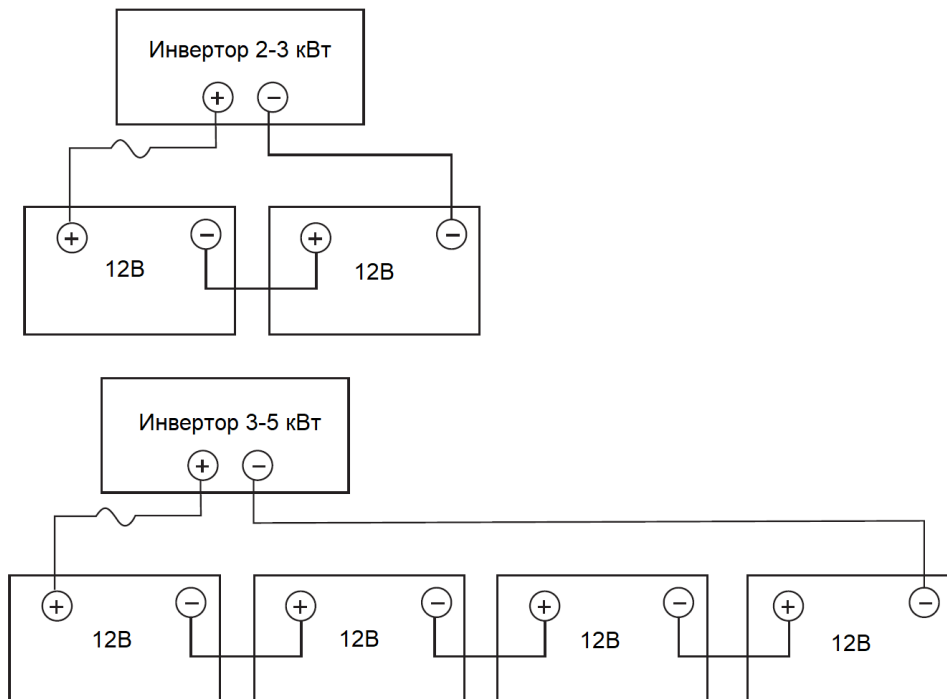 Инвертор 2-3 кВт
+ −
+ − + −
12В 12В
Инвертор 3-5 кВт
+ −
+ − + − + − + −
12В 12В 12В 12В